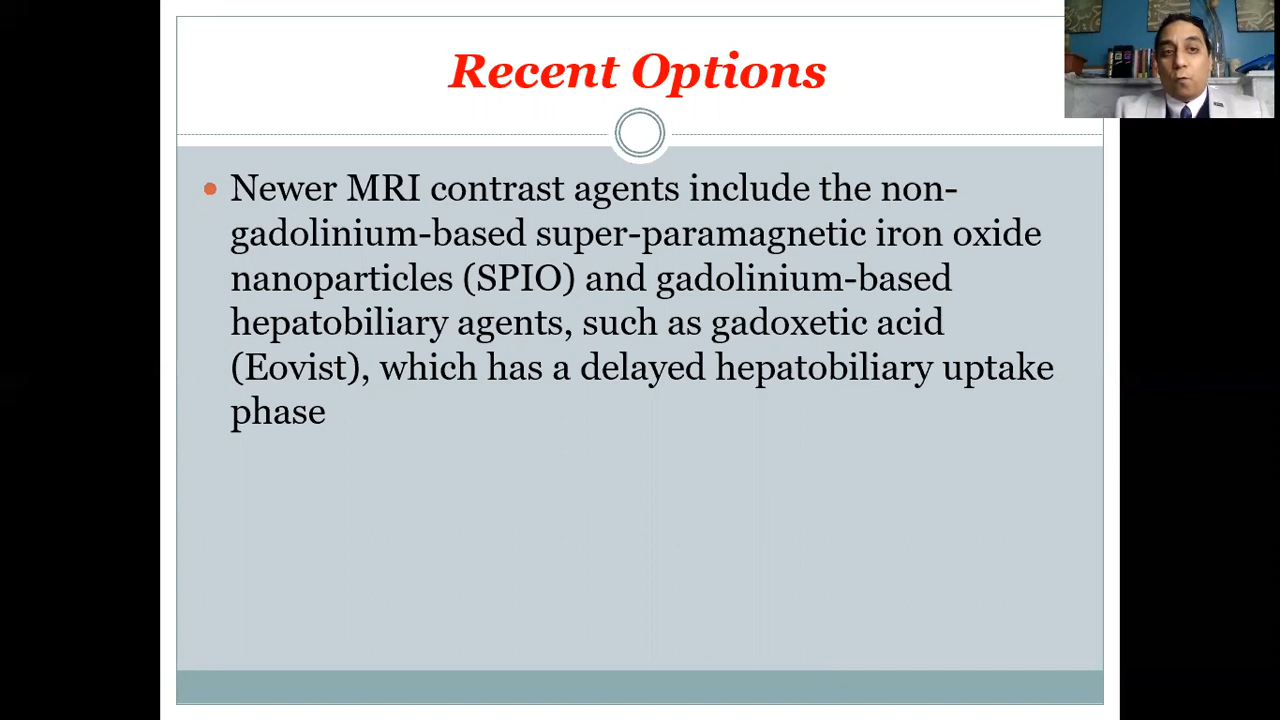 Recent Options
Newer MRI contrast agents include the non-
gadolinium-based super-paramagnetic iron oxide
nanoparticles (SPIO) and gadolinium-based
hepatobiliary agents, such as gadoxetic acid
(Eovist), which has a delayed hepatobiliary uptake
phase